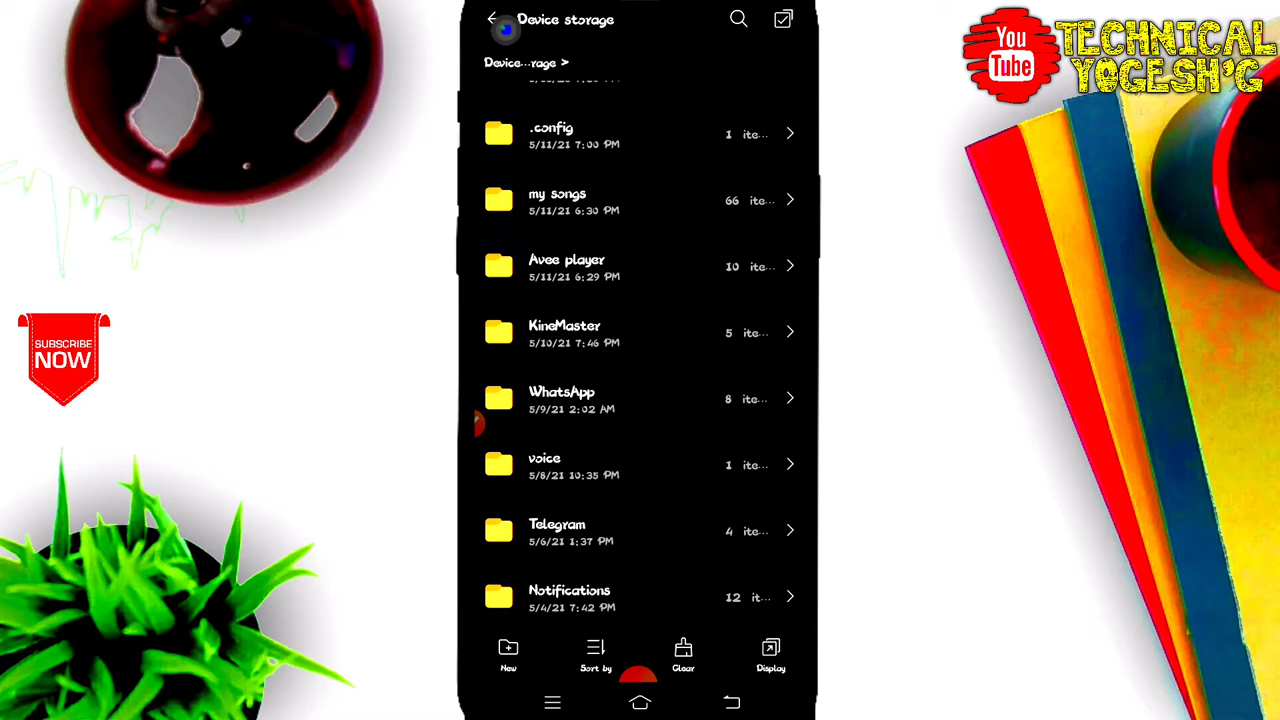 Device storage
Device...rage >
.config
5/11/21 7:00 PM
1 ite...
my songs
5/11/21 6:30 PM
66 ite...
Avee player
5/11/21 6:29 PM
10 ite...
KineMaster
5/10/21 7:46 PM
5 ite...
WhatsApp
5/9/21 2:02 AM
8 ite...
voice
5/8/21 10:35 PM
1 ite...
Telegram
5/6/21 1:37 PM
4 ite...
Notifications
5/4/21 7:42 PM
12 it...
New
Sort by
Clear
Display
You
Tube
TECHNICAL
YOGESH'G
SUBSCRIBE
NOW